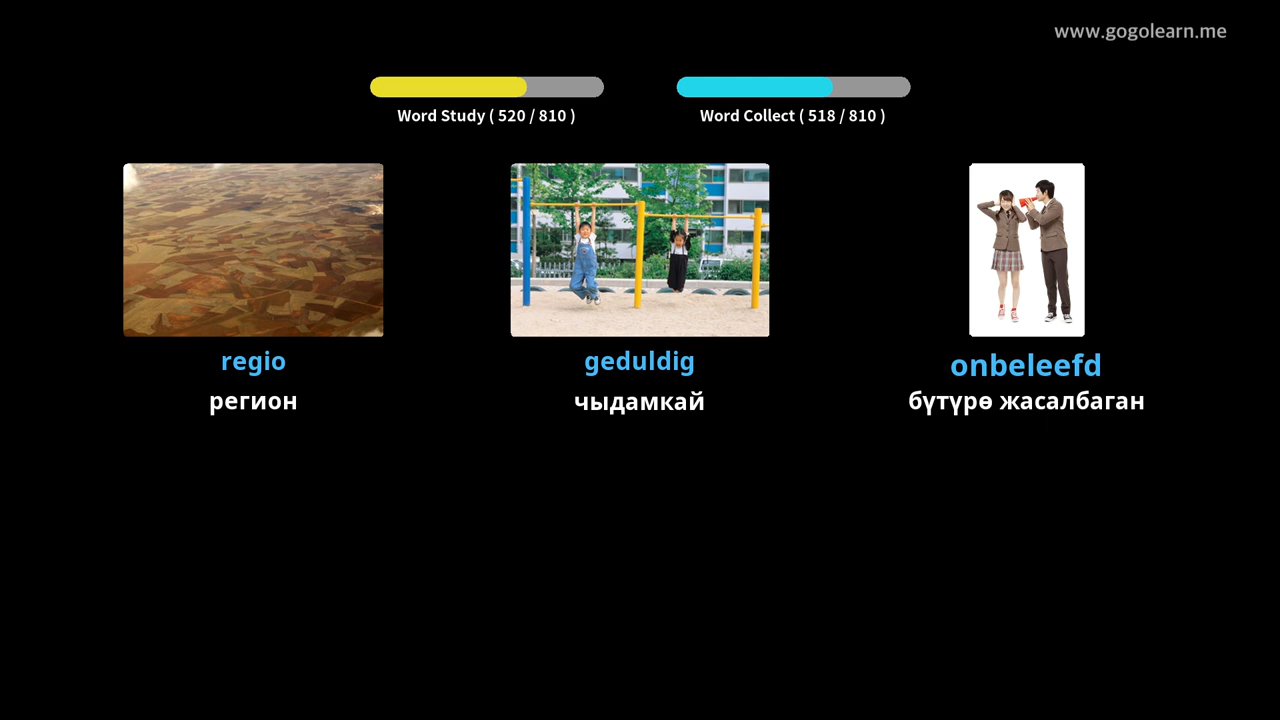 www.gogolearn.me
Word Study ( 520 / 810 )
Word Collect ( 518 / 810 )
regio
geduldig
onbeleefd
регион
чыдамкай
бүтүрө жасалбаган